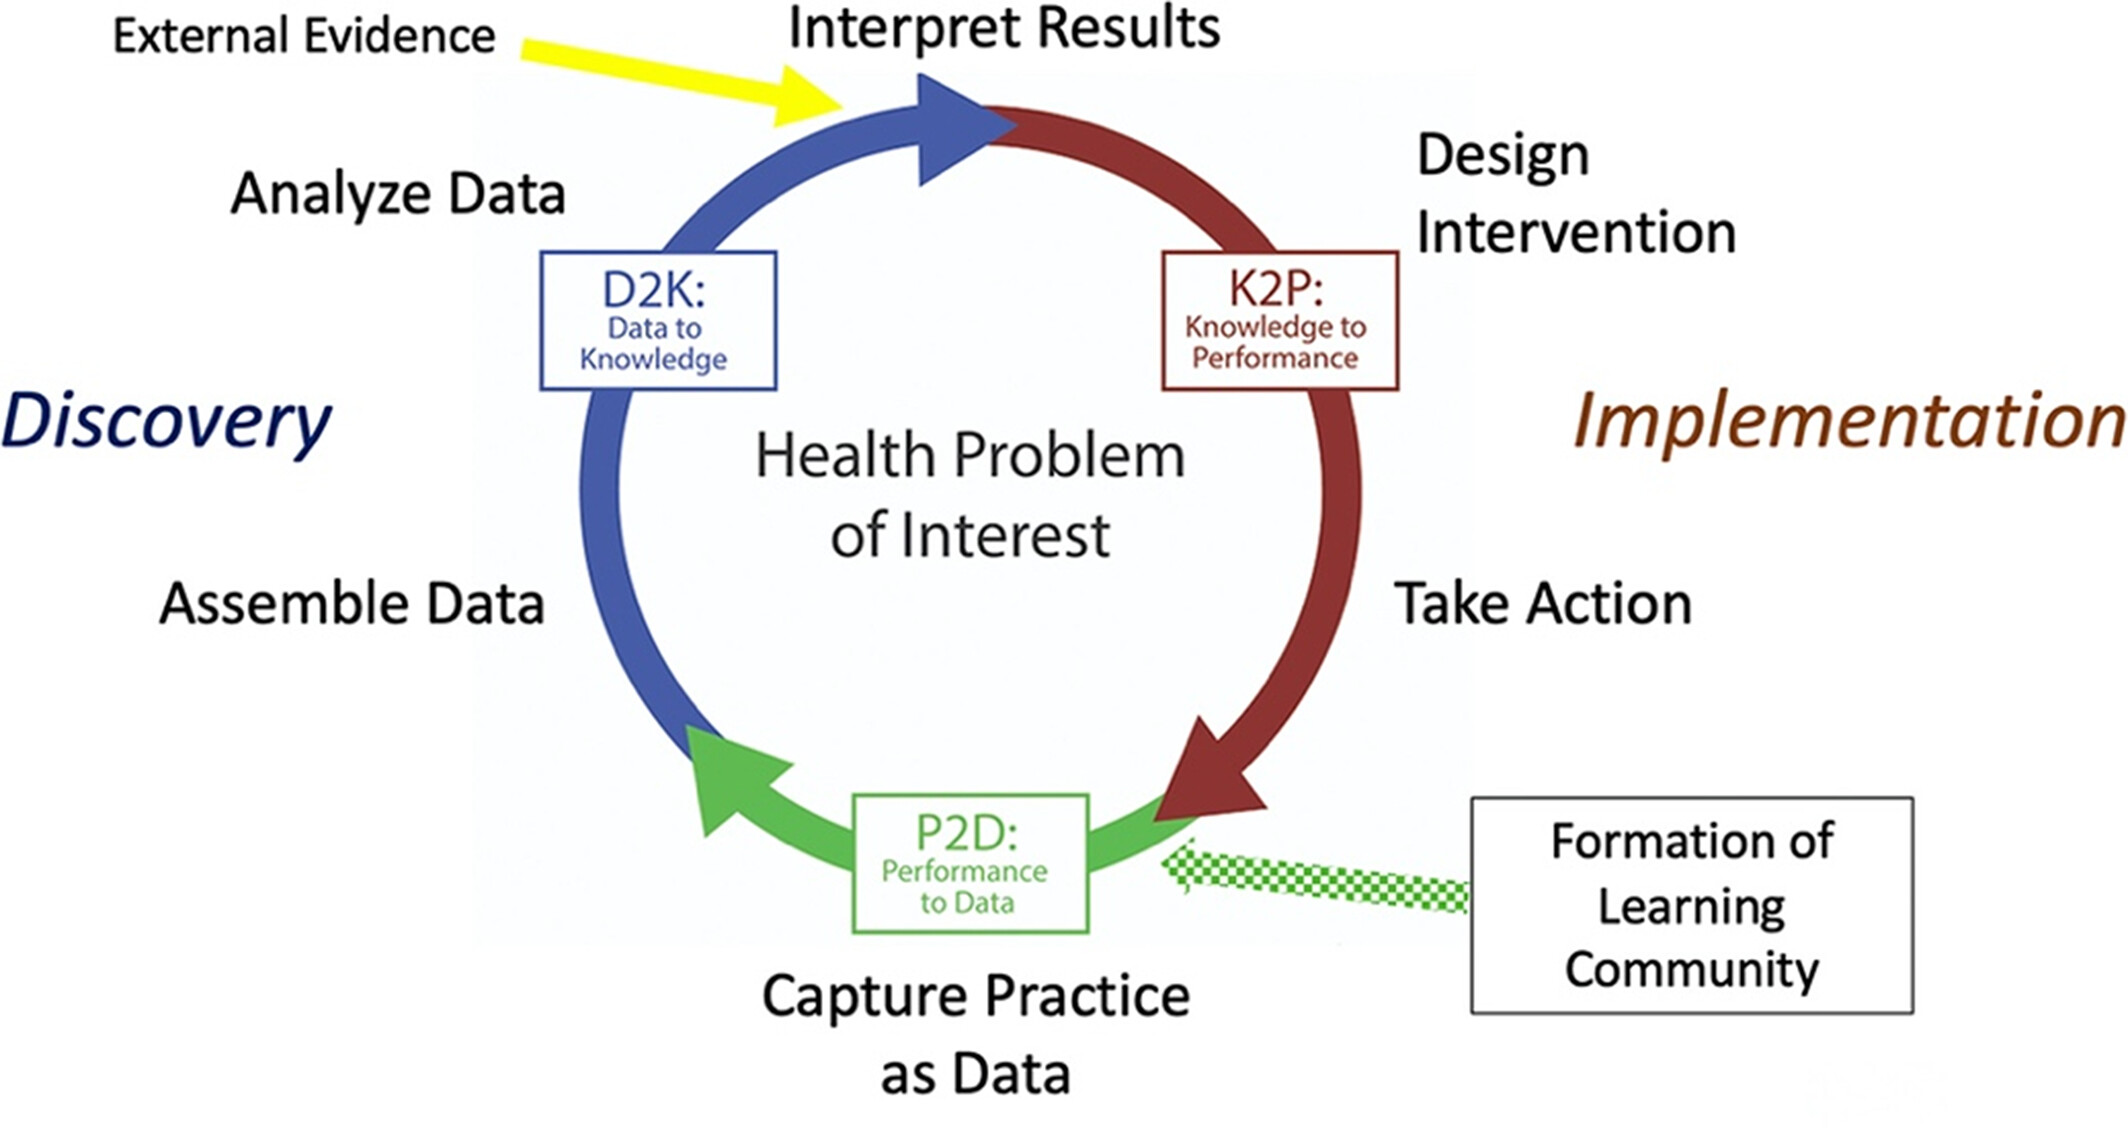 External Evidence
Interpret Results
Analyze Data
Design
Intervention
D2K:
Data to
Knowledge
K2P:
Knowledge to
Performance
Discovery
Implementation
Health Problem
of Interest
Assemble Data
Take Action
P2D:
Performance
to Data
Formation of
Learning
Community
Capture Practice
as Data